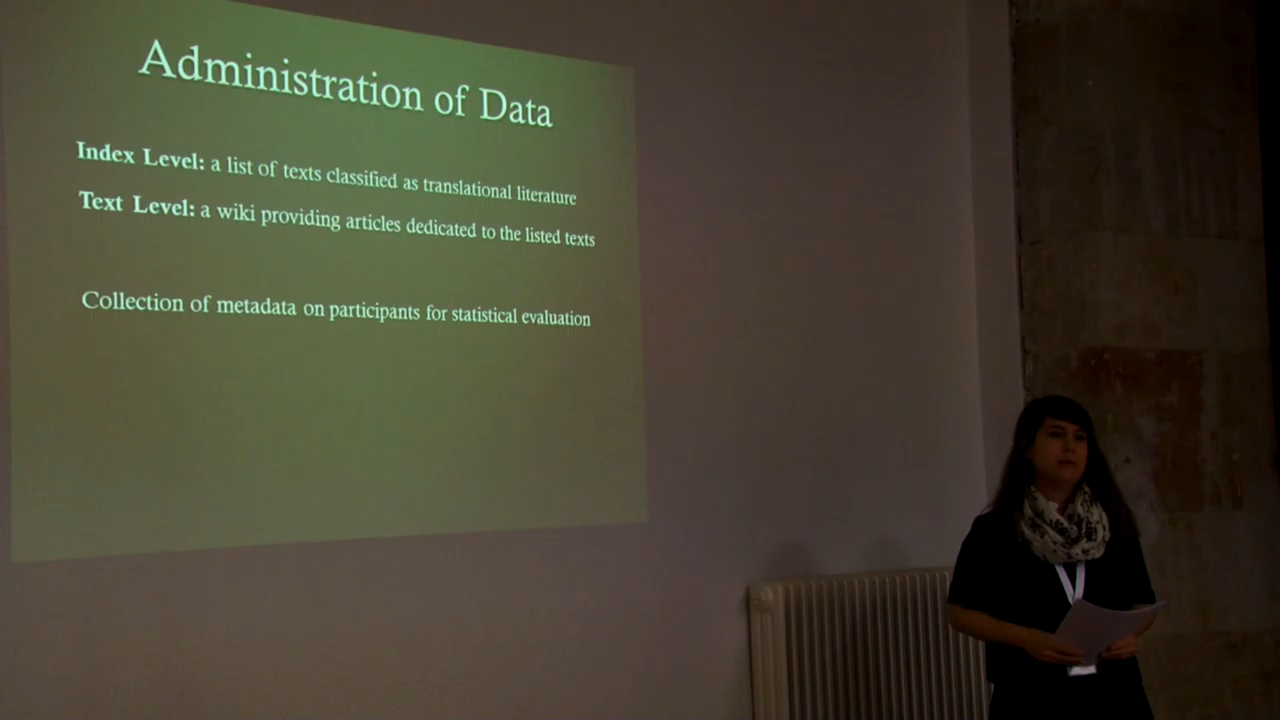 Administration of Data
Index Level: a list of texts classified as translational literature
Text Level: a wiki providing articles dedicated to the listed texts
Collection of metadata on participants for statistical evaluation